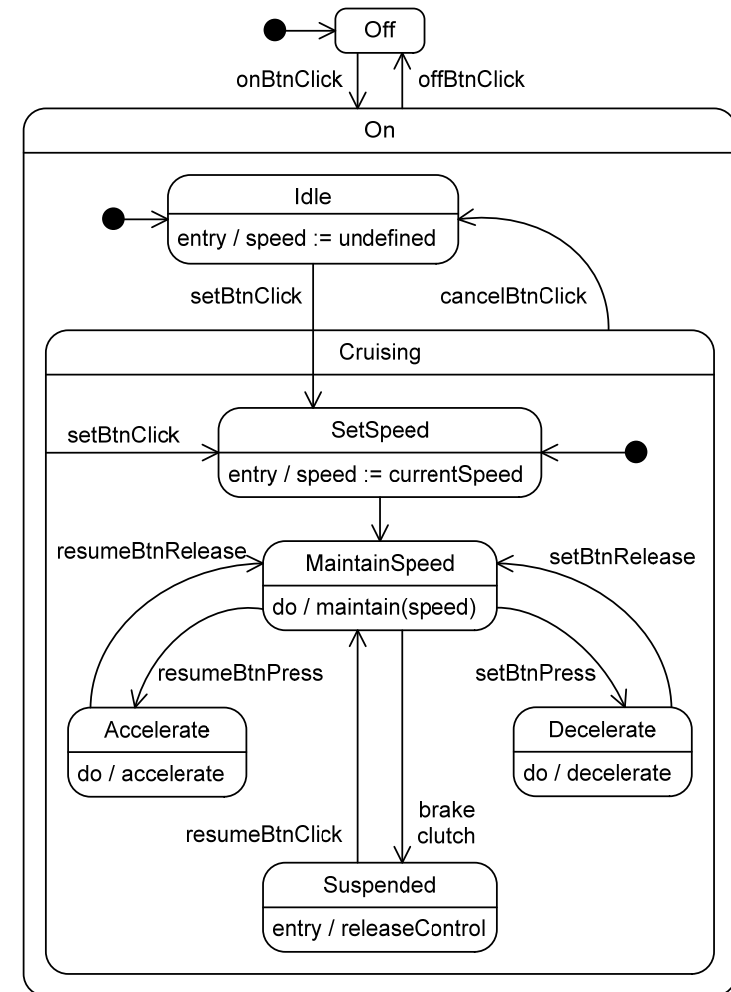 Off
onBtnClick
offBtnClick
On
Idle
entry / speed := undefined
setBtnClick
cancelBtnClick
Cruising
SetSpeed
setBtnClick
entry / speed := currentSpeed
resumeBtnRelease
MaintainSpeed
setBtnRelease
do / maintain(speed)
resumeBtnPress
setBtnPress
Accelerate
Decelerate
do / accelerate
do / decelerate
resumeBtnClick
brake
clutch
Suspended
entry / releaseControl